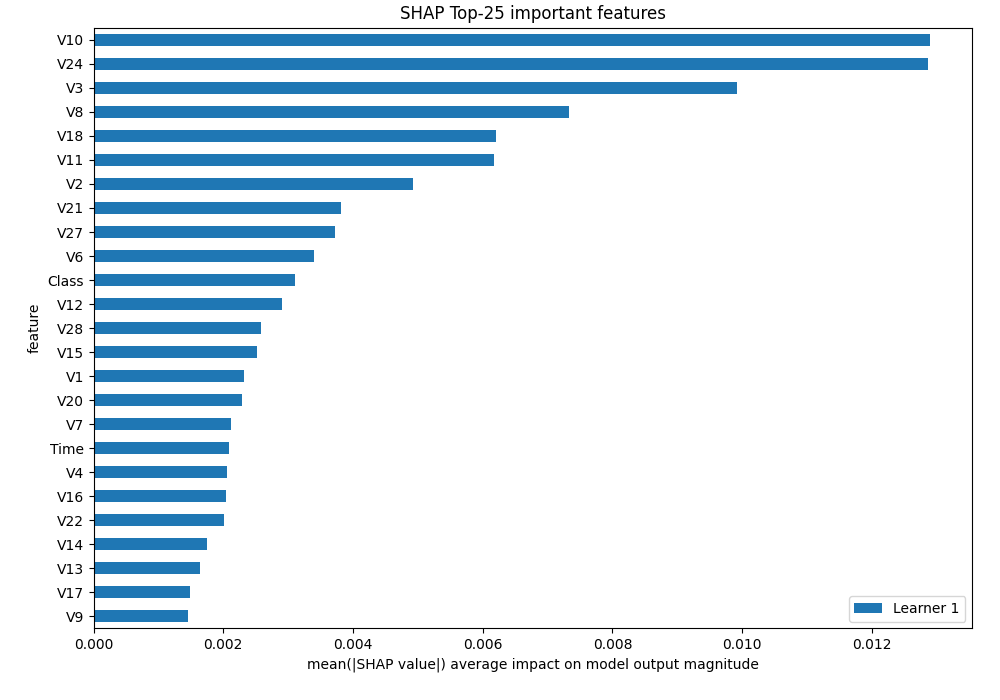 SHAP Top-25 important features
V10
V24
V3
V8
V18
V11
V2
V21
V27
V6
Class
V12
V28
V15
V1
V20
V7
Time
V4
V16
V22
V14
V13
V17
V9
feature
Learner 1
0.000 0.002 0.004 0.006 0.008 0.010 0.012
mean(|SHAP value|) average impact on model output magnitude